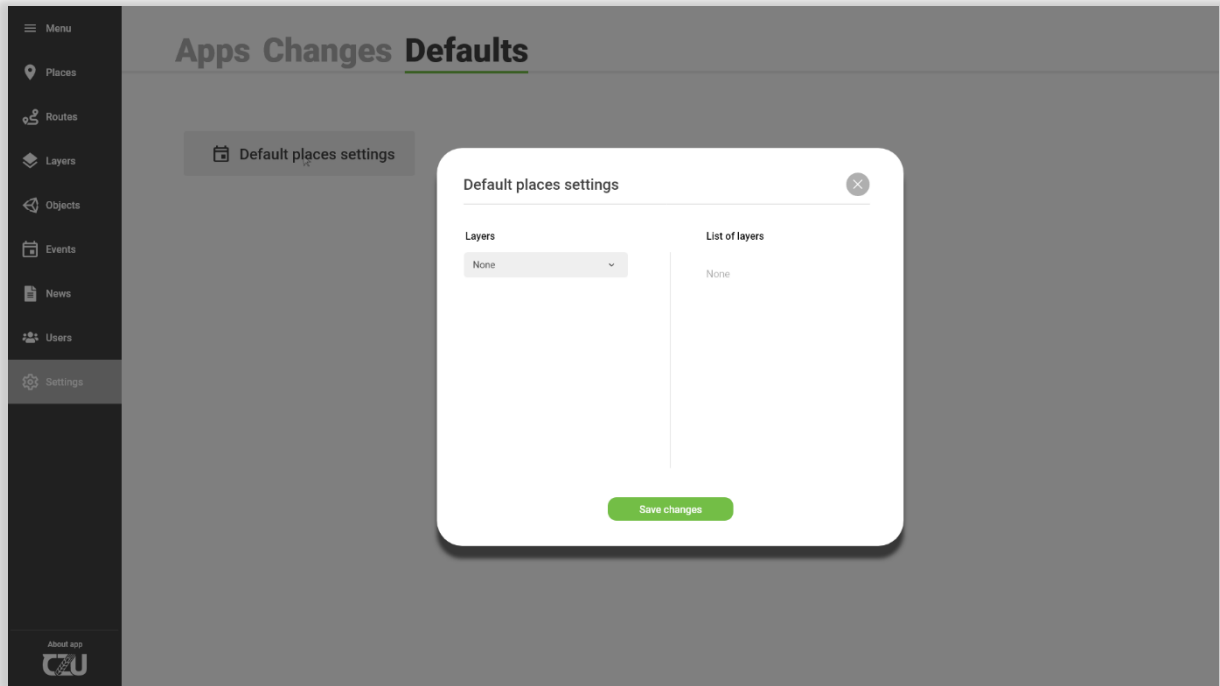 Menu
Places
Routes
Layers
Objects
Events
News
Users
Settings
About app
CZU
Apps Changes Defaults
Default places settings
Default places settings
Layers
None
List of layers
None
Save changes